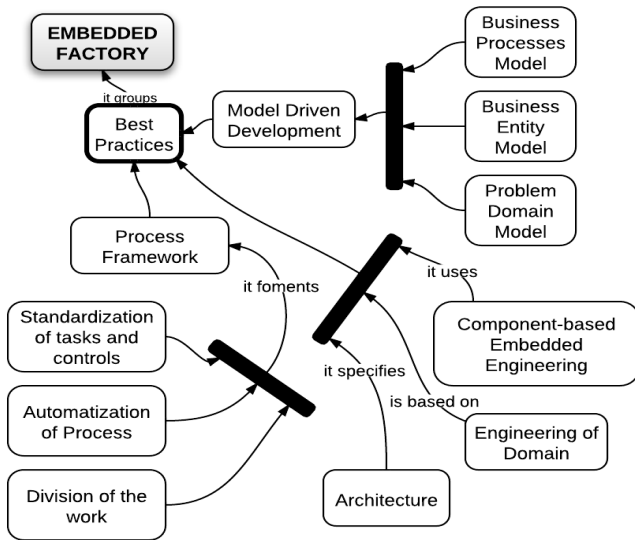 EMBEDDED
FACTORY
it groups
Best
Practices
Model Driven
Development
Business
Processes
Model
Business
Entity
Model
Problem
Domain
Model
Process
Framework
it foments
it uses
Standardization
of tasks and
controls
Component-based
Embedded
Engineering
it specifies
Automatization
of Process
is based on
Engineering of
Domain
Division of the
work
Architecture